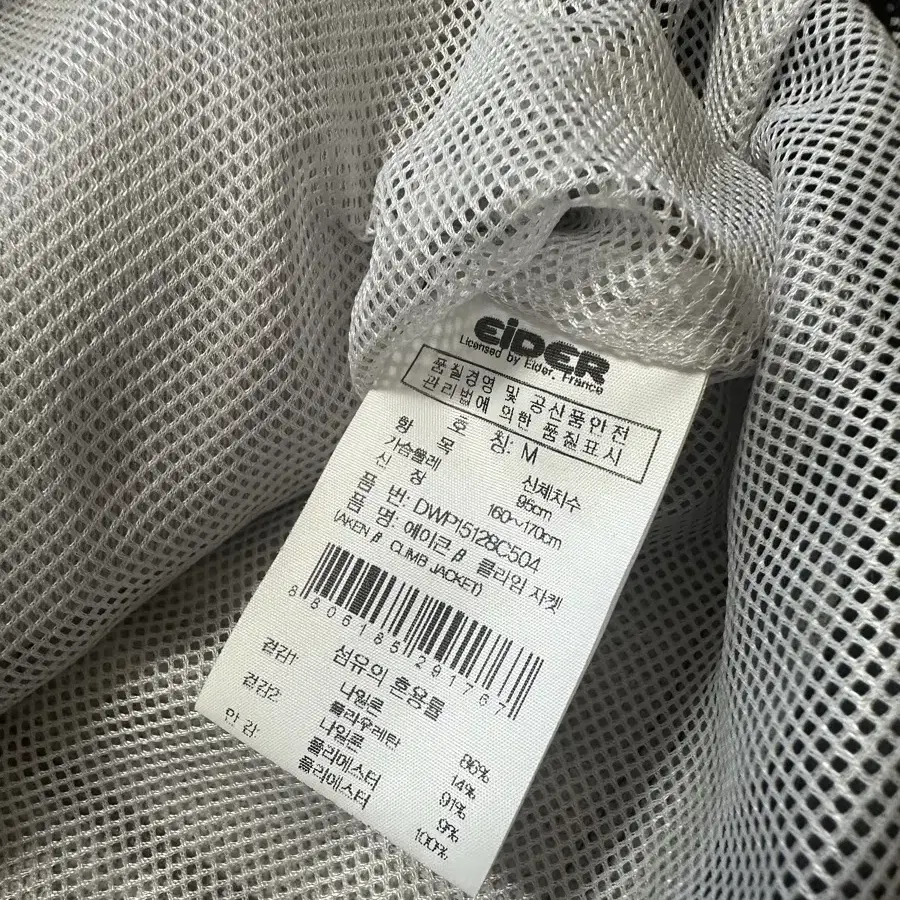 EiDER
Licensed by Eider, France
품질경영 및 공산품안전
관리법에 의한 품질표시
호 칭: M
항 목 신체치수
가슴둘레 95cm
신 장 160~170cm
품 번: DWP15128C504
품 명: 에이큰 β 클라임 자켓
(AKEN β CLIMB JACKET)
8806185291767
섬유의 혼용률
겉감1: 나일론 86%
폴리우레탄 14%
겉감2: 나일론 91%
폴리에스터 9%
안 감: 폴리에스터 100%